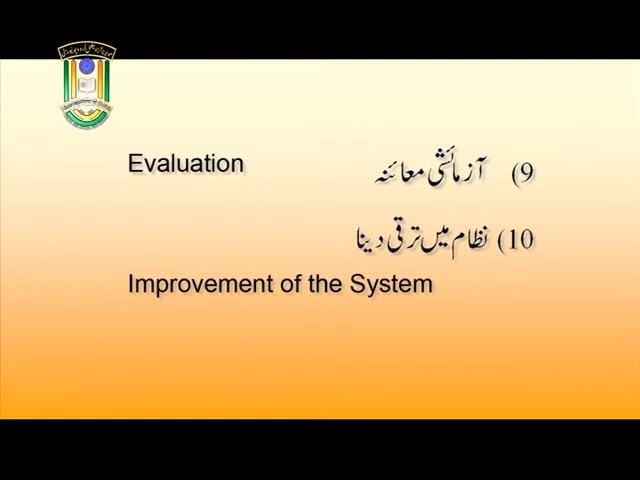 Evaluation
9) آزمائشی معائنہ
10) نظام میں ترقی دینا
Improvement of the System